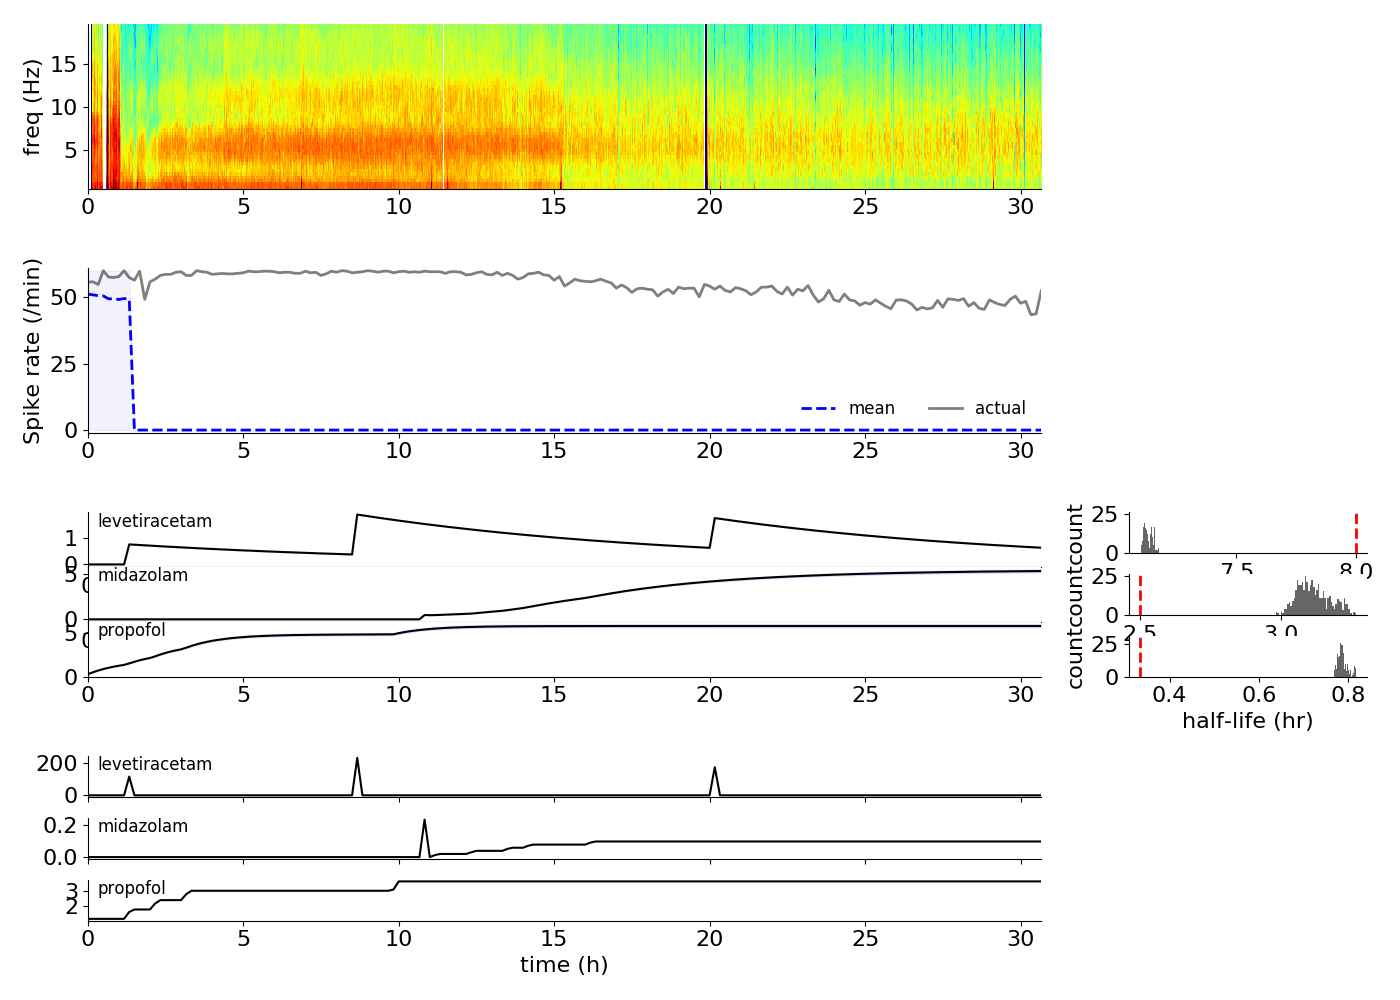 freq (Hz)
15
10
5
0 5 10 15 20 25 30
Spike rate (/min)
50
25
0
mean actual
0 5 10 15 20 25 30
levetiracetam
1
0
midazolam
5
0
propofol
5
0
0 5 10 15 20 25 30
count
25
0
7.5 8.0
count
25
0
2.5 3.0
count
25
0
0.4 0.6 0.8
half-life (hr)
levetiracetam
200
0
midazolam
0.2
0.0
propofol
3
2
0 5 10 15 20 25 30
time (h)